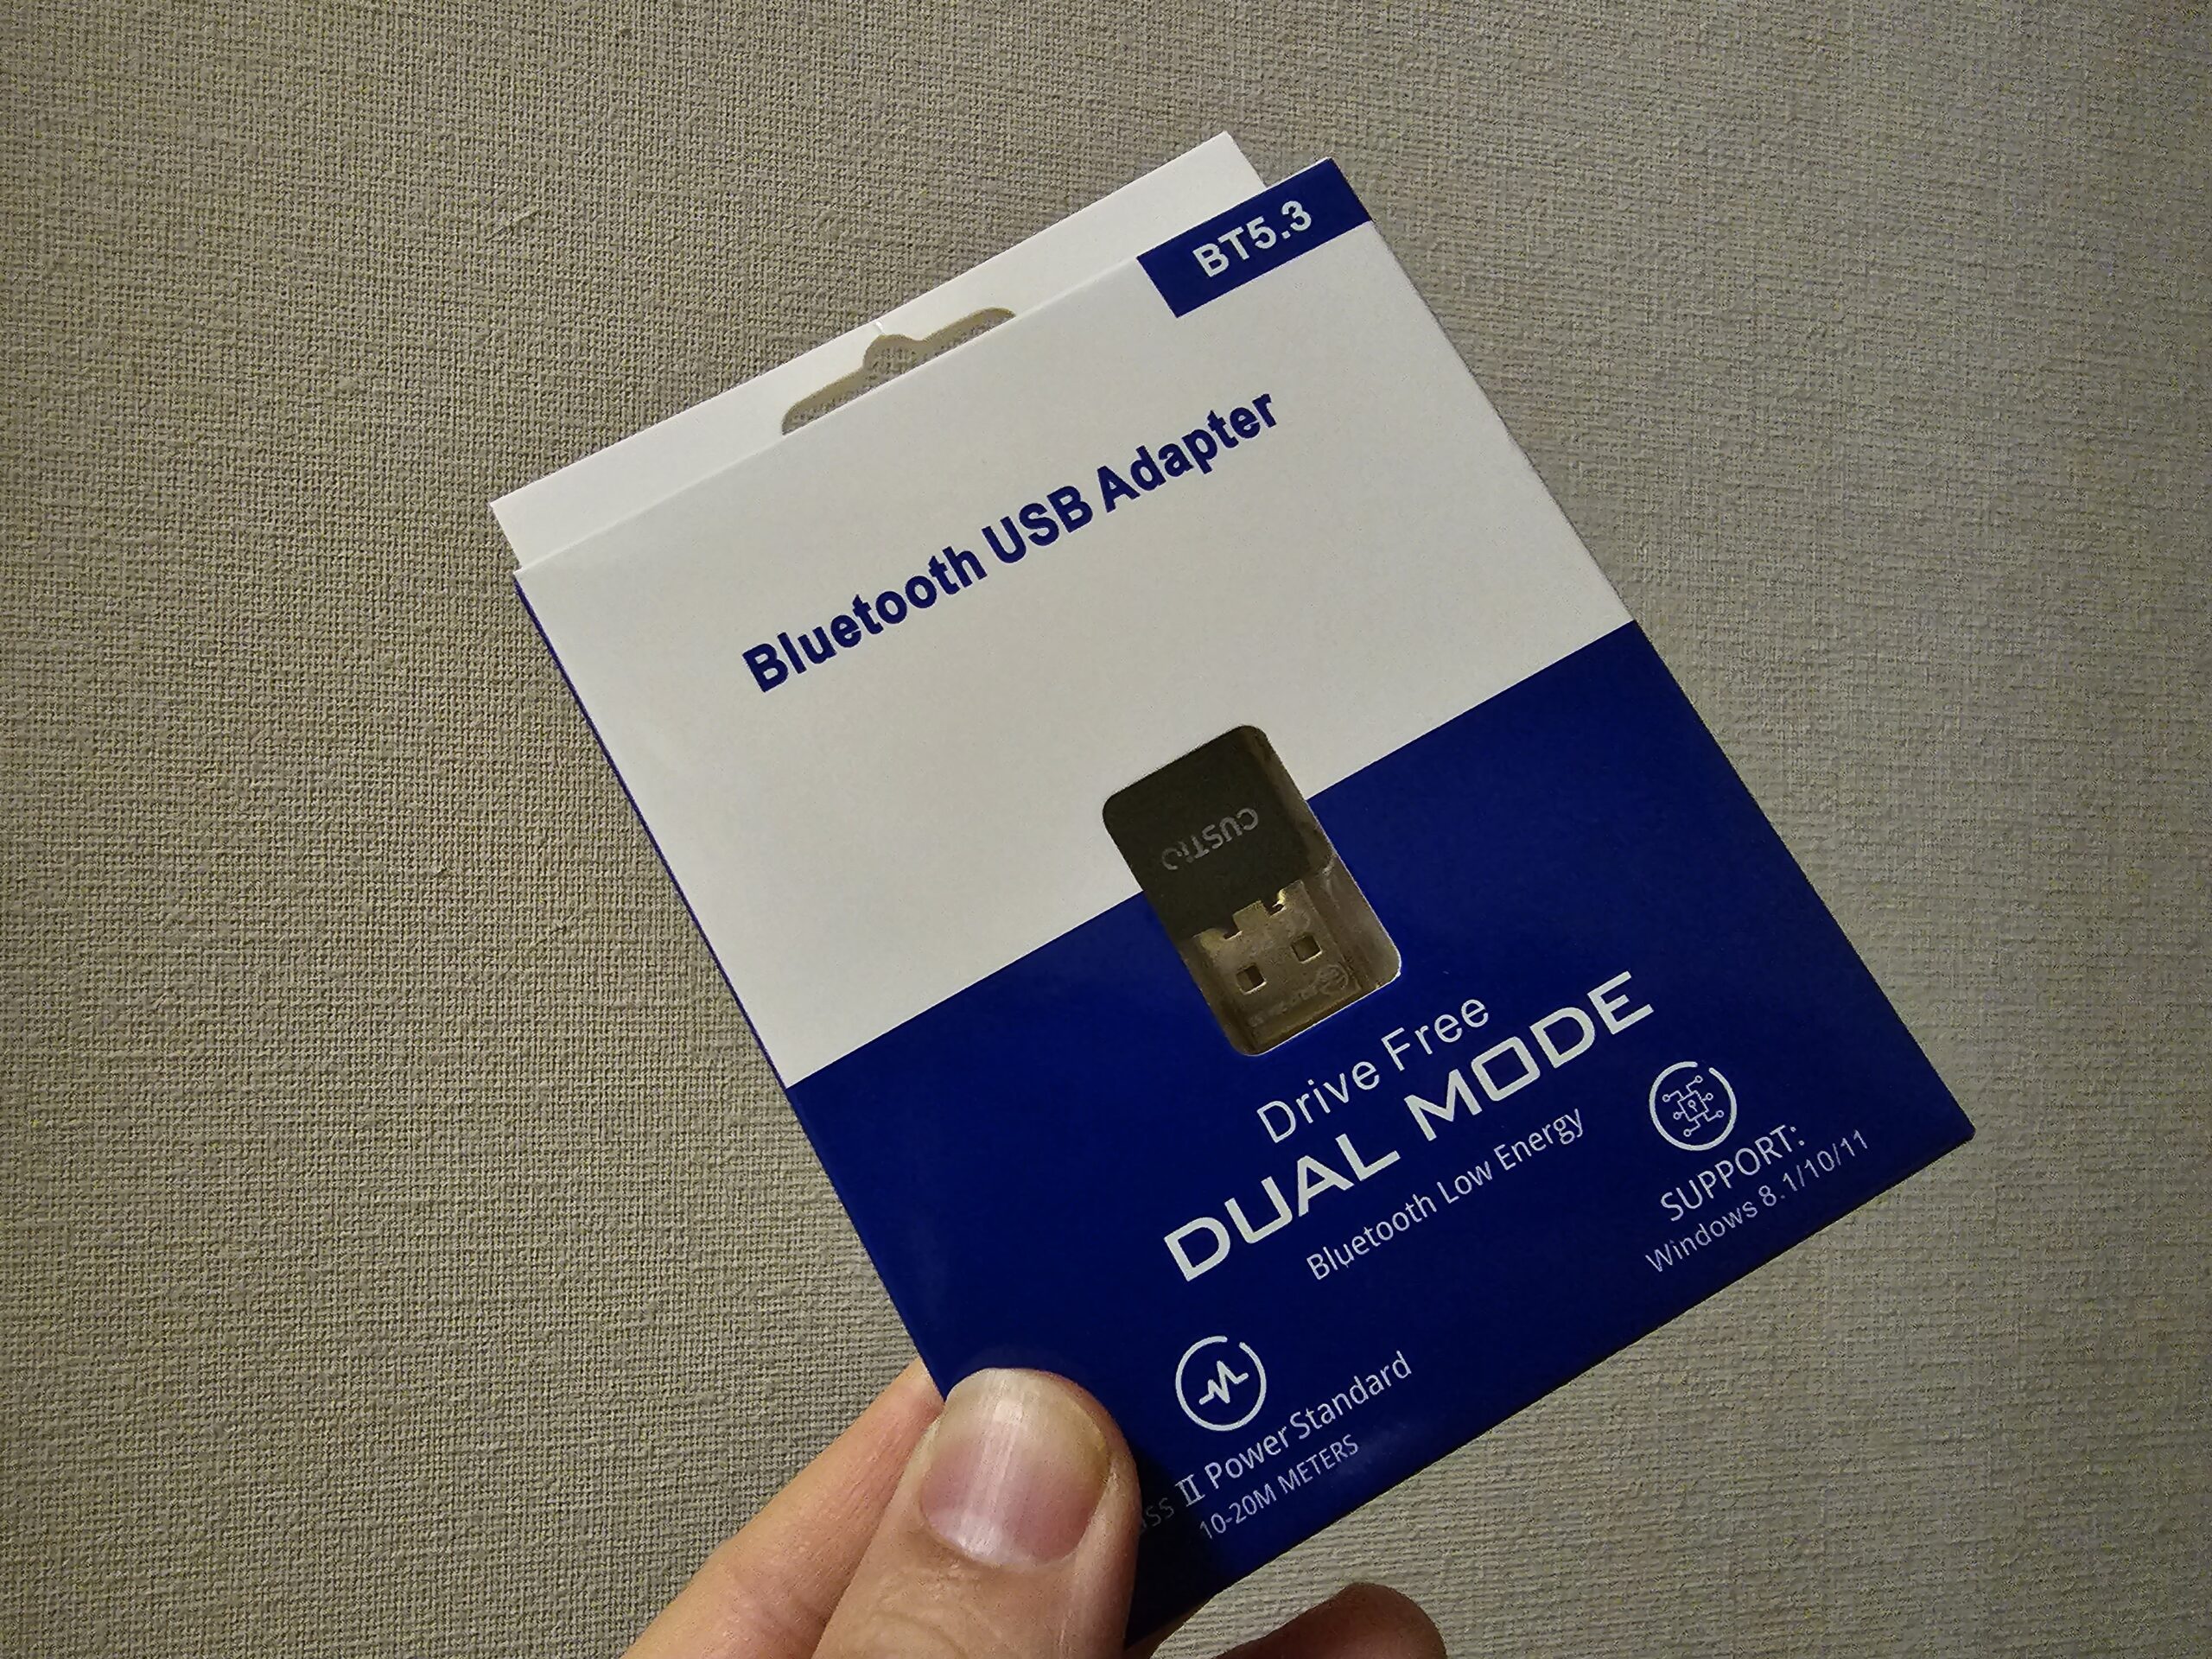 BT5.3
Bluetooth USB Adapter
Drive Free
DUAL MODE
Bluetooth Low Energy
SUPPORT:
Windows 8.1/10/11
II Power Standard
10-20M METERS